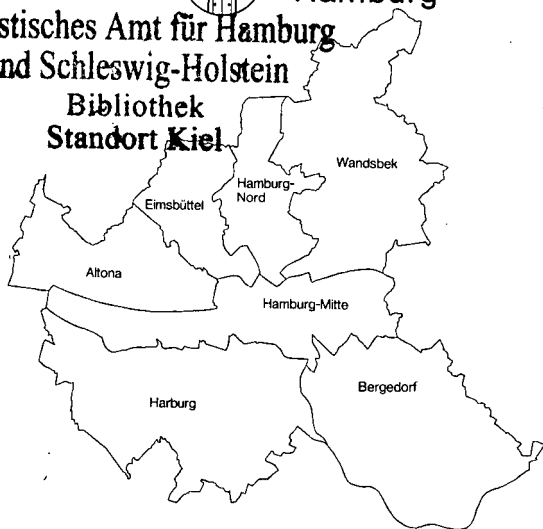 Hamburg
stisches Amt für Hamburg
nd Schleswig-Holstein
Bibliothek
Standort Kiel
Wandsbek
Hamburg-
Nord
Eimsbüttel
Altona
Hamburg-Mitte
Bergedorf
Harburg